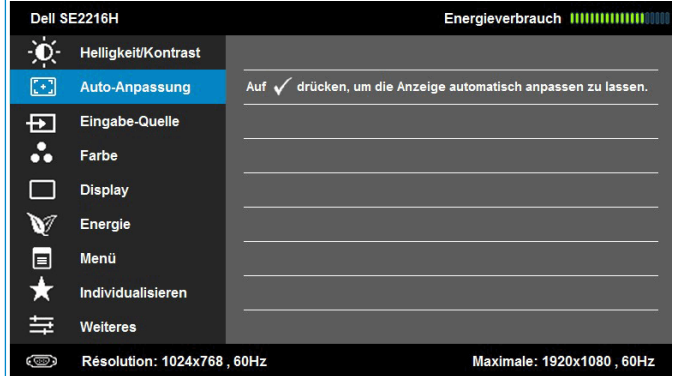 Dell SE2216H Energieverbrauch
Helligkeit/Kontrast
Auto-Anpassung Auf ✓ drücken, um die Anzeige automatisch anpassen zu lassen.
Eingabe-Quelle
Farbe
Display
Energie
Menü
Individualisieren
Weiteres
Résolution: 1024x768 , 60Hz Maximale: 1920x1080 , 60Hz